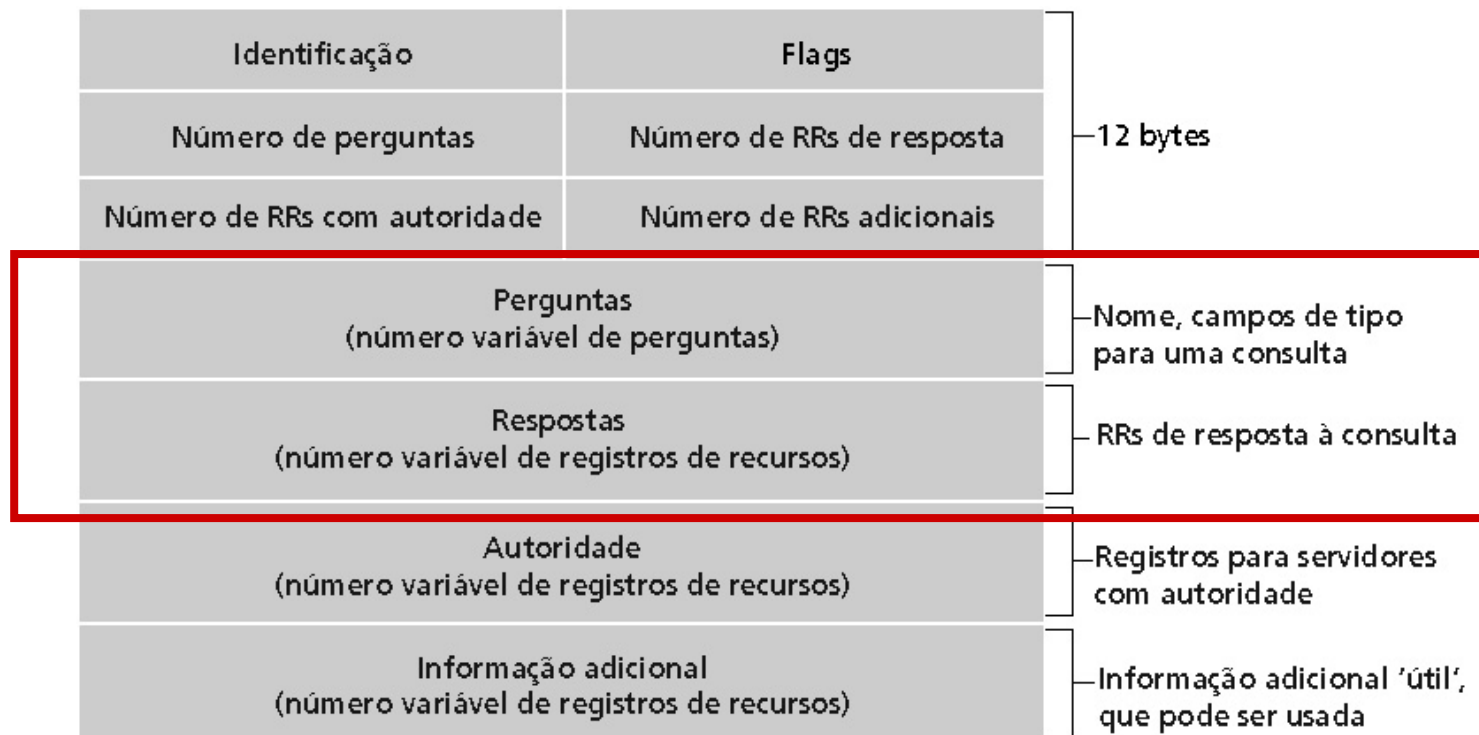 Identificação
Flags
Número de perguntas
Número de RRs de resposta
Número de RRs com autoridade
Número de RRs adicionais
12 bytes
Perguntas
(número variável de perguntas)
Nome, campos de tipo
para uma consulta
Respostas
(número variável de registros de recursos)
RRs de resposta à consulta
Autoridade
(número variável de registros de recursos)
Registros para servidores
com autoridade
Informação adicional
(número variável de registros de recursos)
Informação adicional ‘útil’,
que pode ser usada